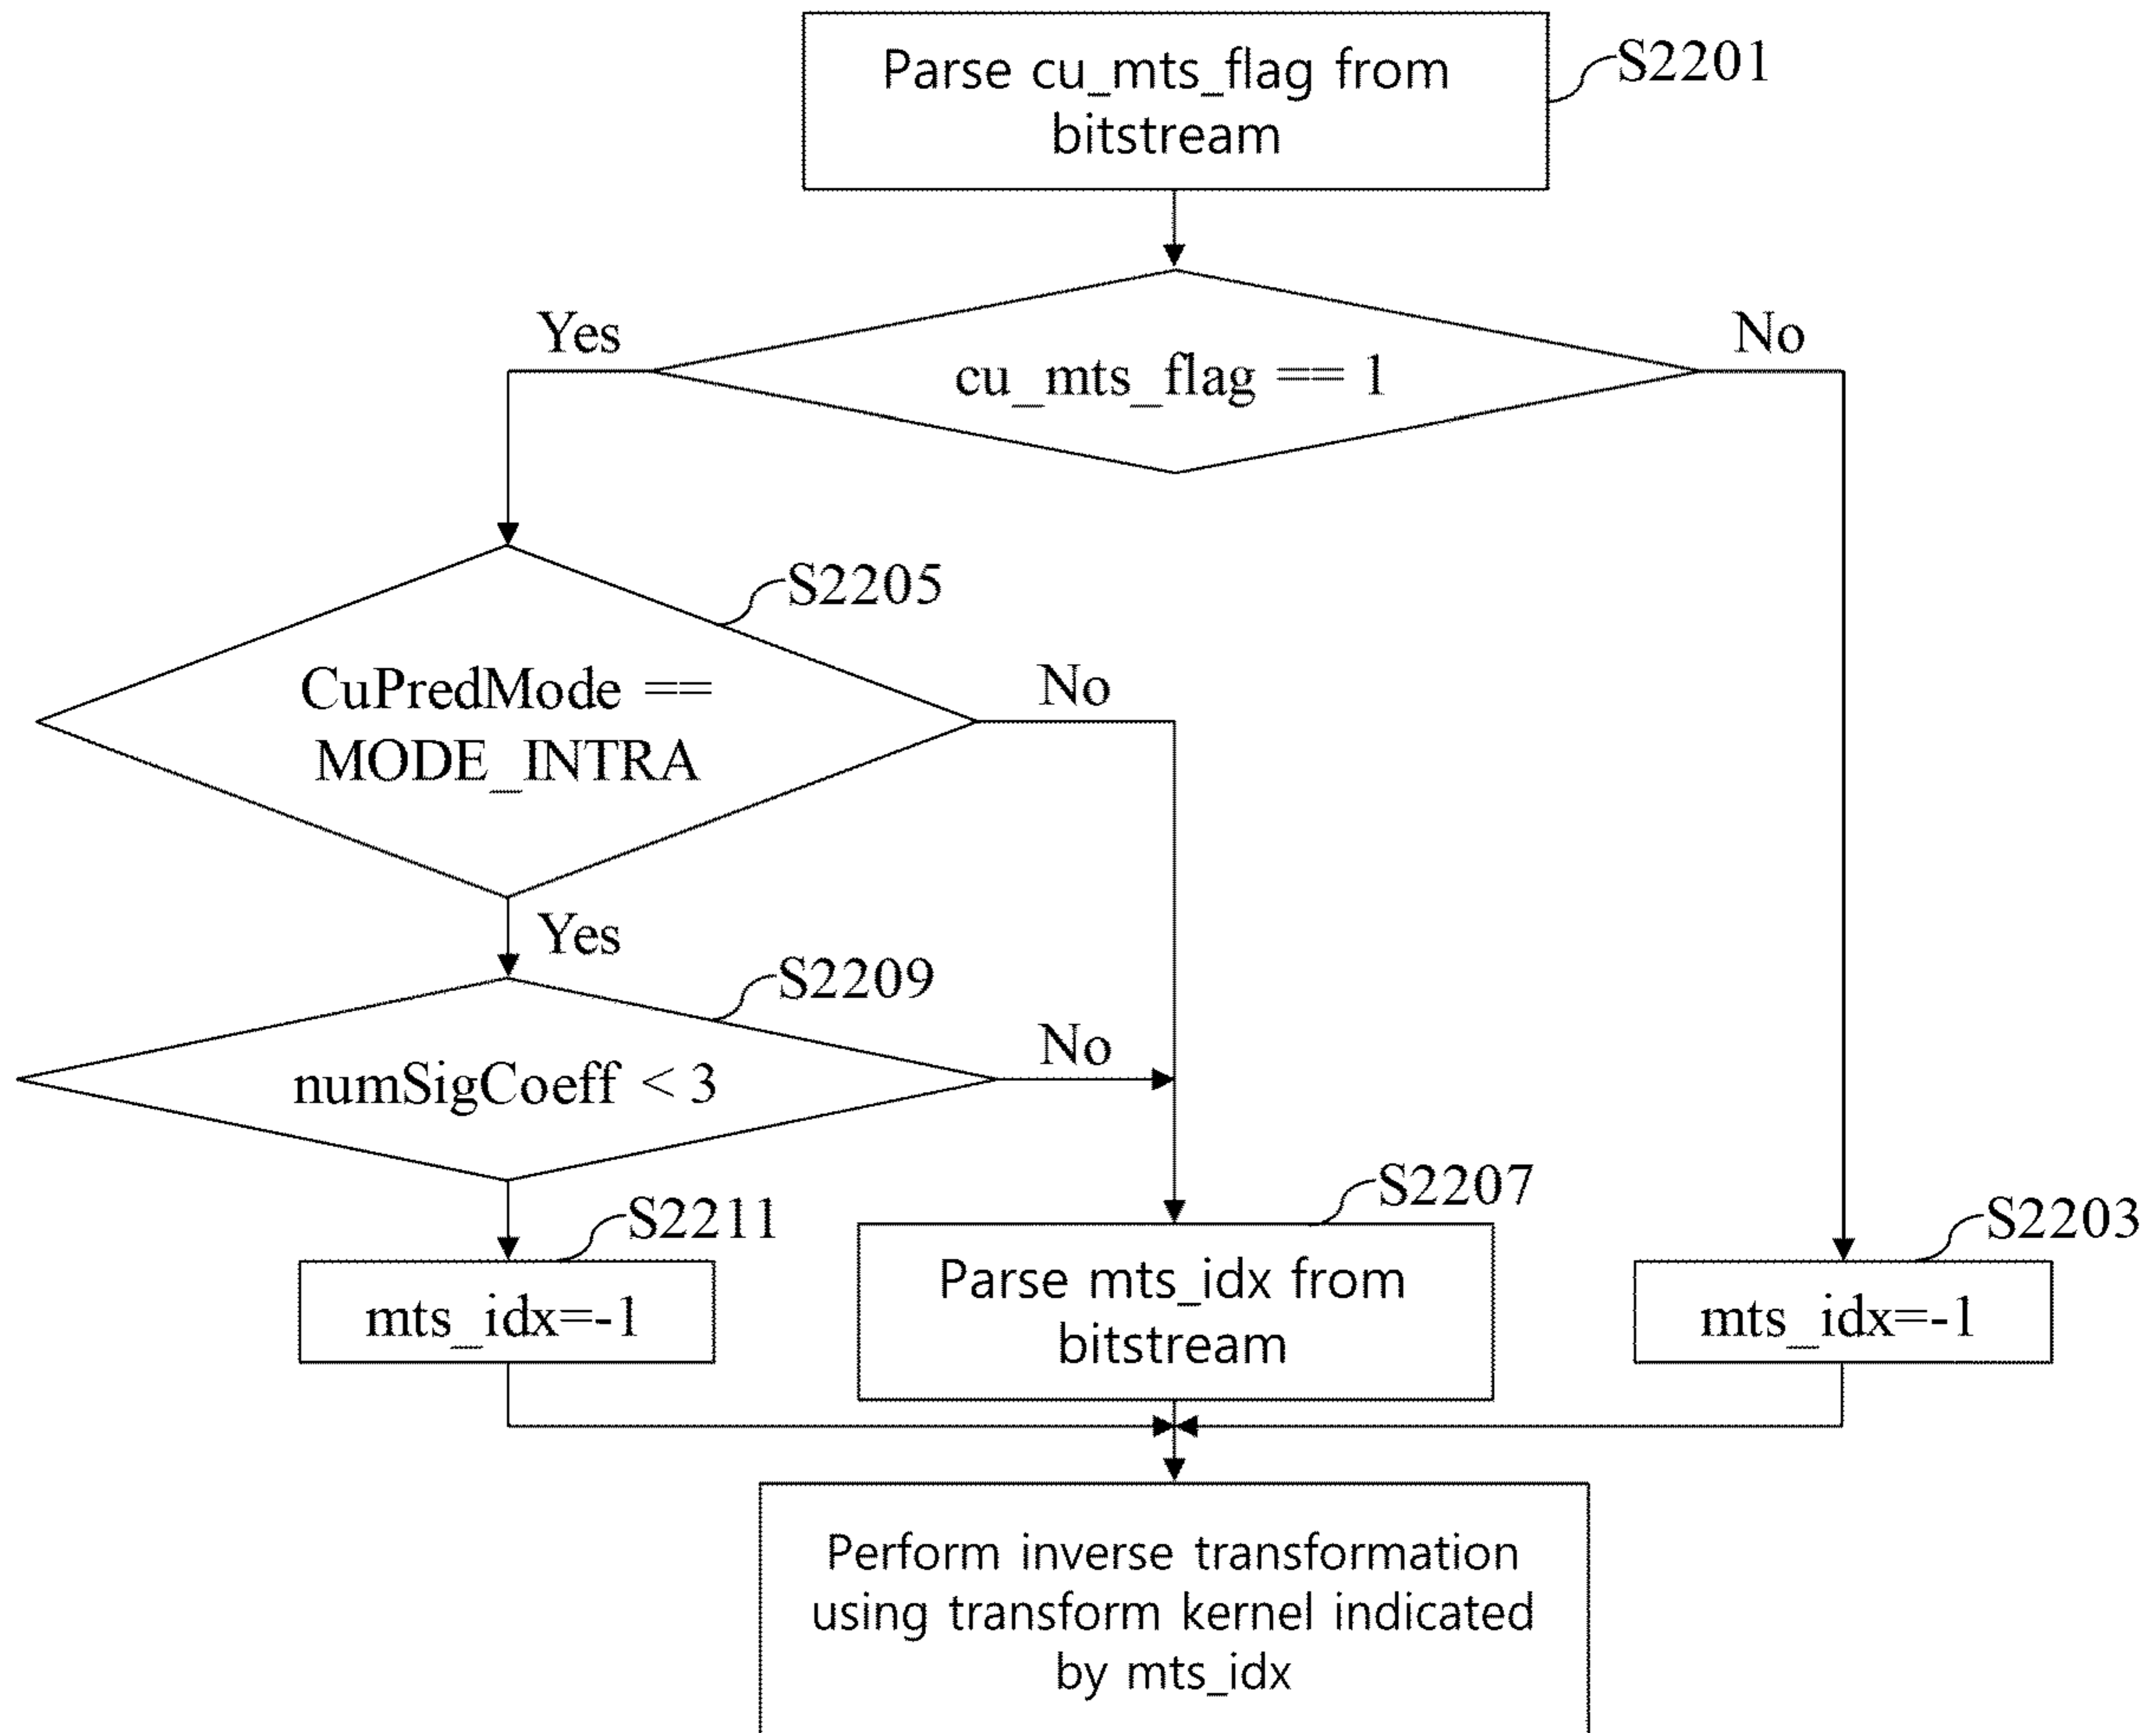 Parse cu_mts_flag from
bitstream
S2201
Yes
No
cu_mts_flag == 1
S2205
CuPredMode ==
MODE_INTRA
No
Yes
S2209
numSigCoeff < 3
No
S2211
mts_idx=-1
S2207
Parse mts_idx from
bitstream
S2203
mts_idx=-1
Perform inverse transformation
using transform kernel indicated
by mts_idx